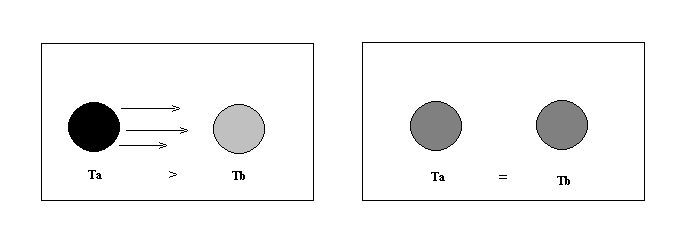 Ta > Tb
Ta = Tb